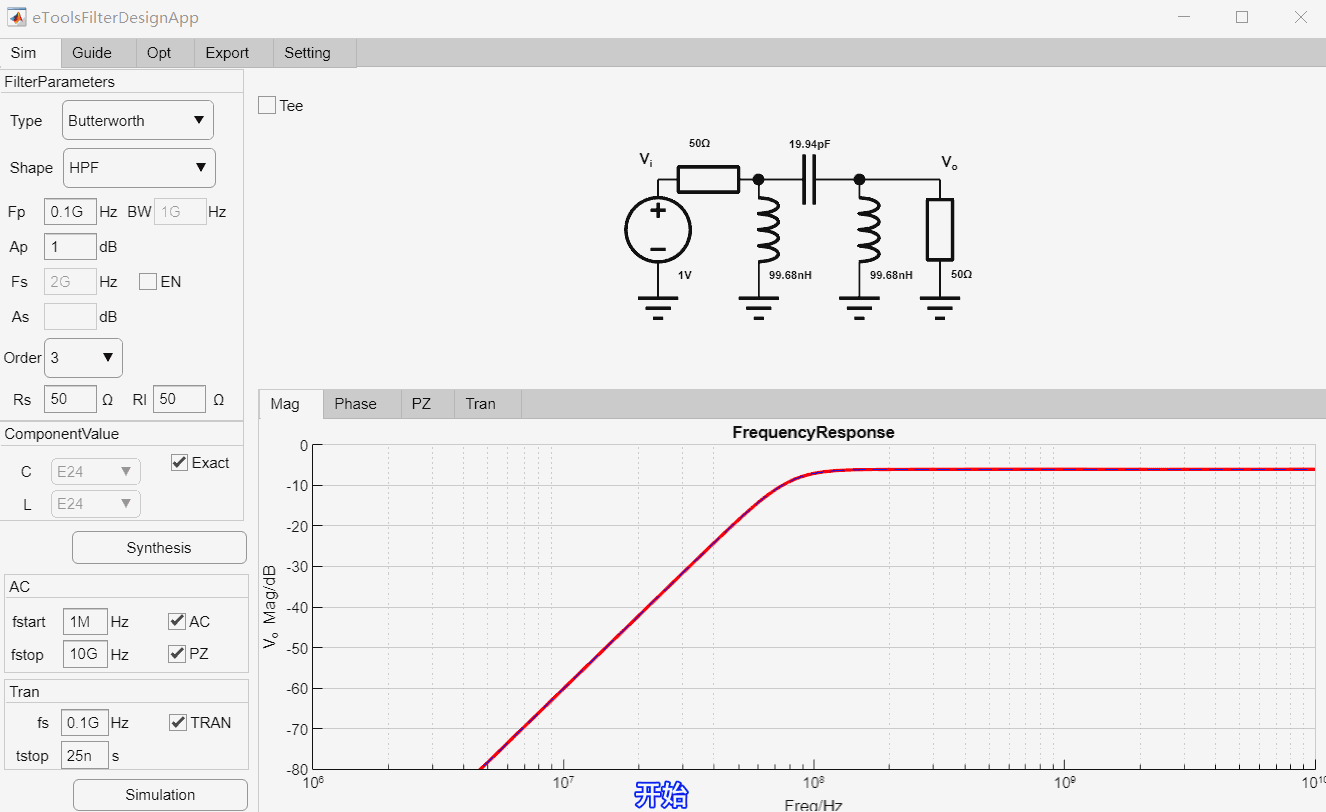 eToolsFilterDesignApp
Sim Guide Opt Export Setting
FilterParameters
Type Butterworth
Shape HPF
Fp 0.1G Hz BW 1G Hz
Ap 1 dB
Fs 2G Hz EN
As dB
Order 3
Rs 50 Ω Rl 50 Ω
ComponentValue
C E24 Exact
L E24
Synthesis
AC
fstart 1M Hz AC
fstop 10G Hz PZ
Tran
fs 0.1G Hz TRAN
tstop 25n s
Simulation
Tee
50Ω 19.94pF
Vi Vo
+
−
1V 99.68nH 99.68nH 50Ω
Mag Phase PZ Tran
FrequencyResponse
0
-10
-20
-30
-40
-50
-60
-70
-80
Vo Mag/dB
10^6 10^7 10^8 10^9 10^10
Freq/Hz
开始